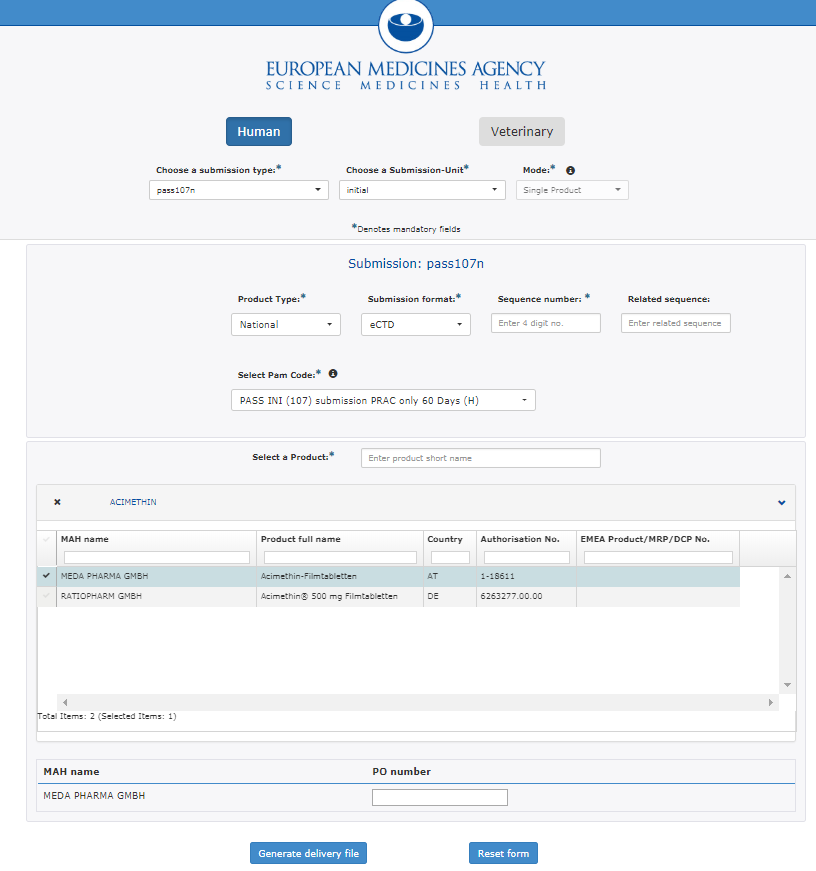 EUROPEAN MEDICINES AGENCY
SCIENCE MEDICINES HEALTH
Human Veterinary
Choose a submission type:* Choose a Submission-Unit* Mode:*
pass107n initial Single Product
*Denotes mandatory fields
Submission: pass107n
Product Type:* Submission format:* Sequence number: * Related sequence:
National eCTD Enter 4 digit no. Enter related sequence
Select Pam Code:*
PASS INI (107) submission PRAC only 60 Days (H)
Select a Product:* Enter product short name
ACIMETHIN
MAH name Product full name Country Authorisation No. EMEA Product/MRP/DCP No.
MEDA PHARMA GMBH Acimethin-Filmtabletten AT 1-18611
RATIOPHARM GMBH Acimethin® 500 mg Filmtabletten DE 6263277.00.00
Total Items: 2 (Selected Items: 1)
MAH name PO number
MEDA PHARMA GMBH
Generate delivery file Reset form